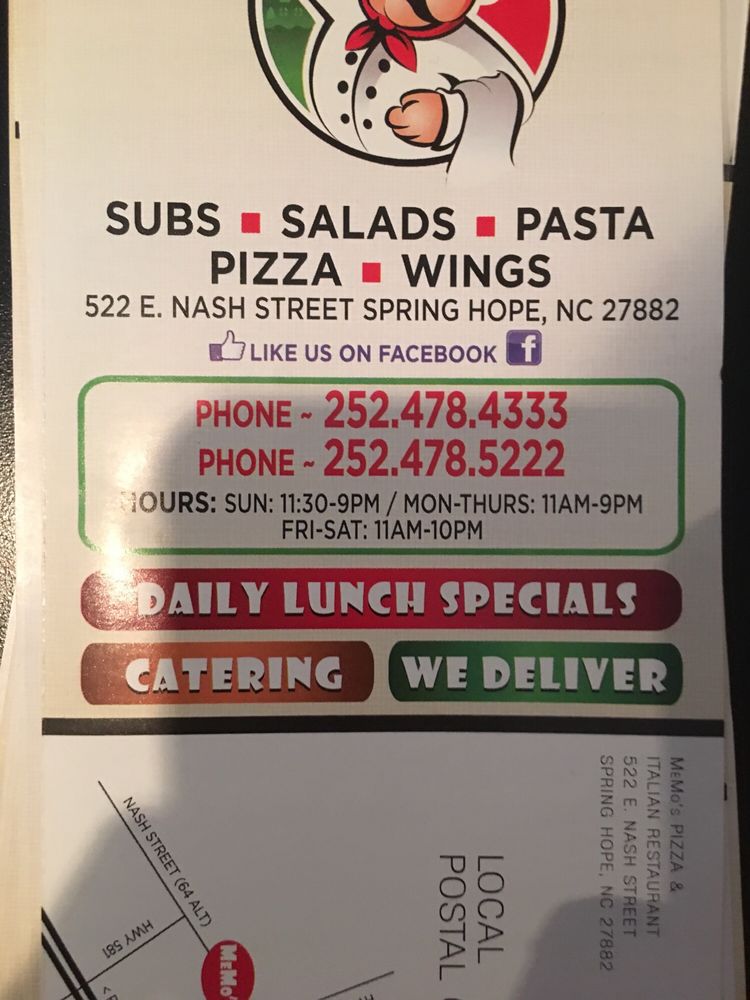 SUBS ▪ SALADS ▪ PASTA
PIZZA ▪ WINGS
522 E. NASH STREET SPRING HOPE, NC 27882
LIKE US ON FACEBOOK f
PHONE ~ 252.478.4333
PHONE ~ 252.478.5222
HOURS: SUN: 11:30-9PM / MON-THURS: 11AM-9PM
FRI-SAT: 11AM-10PM
DAILY LUNCH SPECIALS
CATERING
WE DELIVER
MEMO'S PIZZA &
ITALIAN RESTAURANT
522 E. NASH STREET
SPRING HOPE, NC 27882
LOCAL
POSTAL
NASH STREET (64 ALT)
HWY 581
MEMO'S